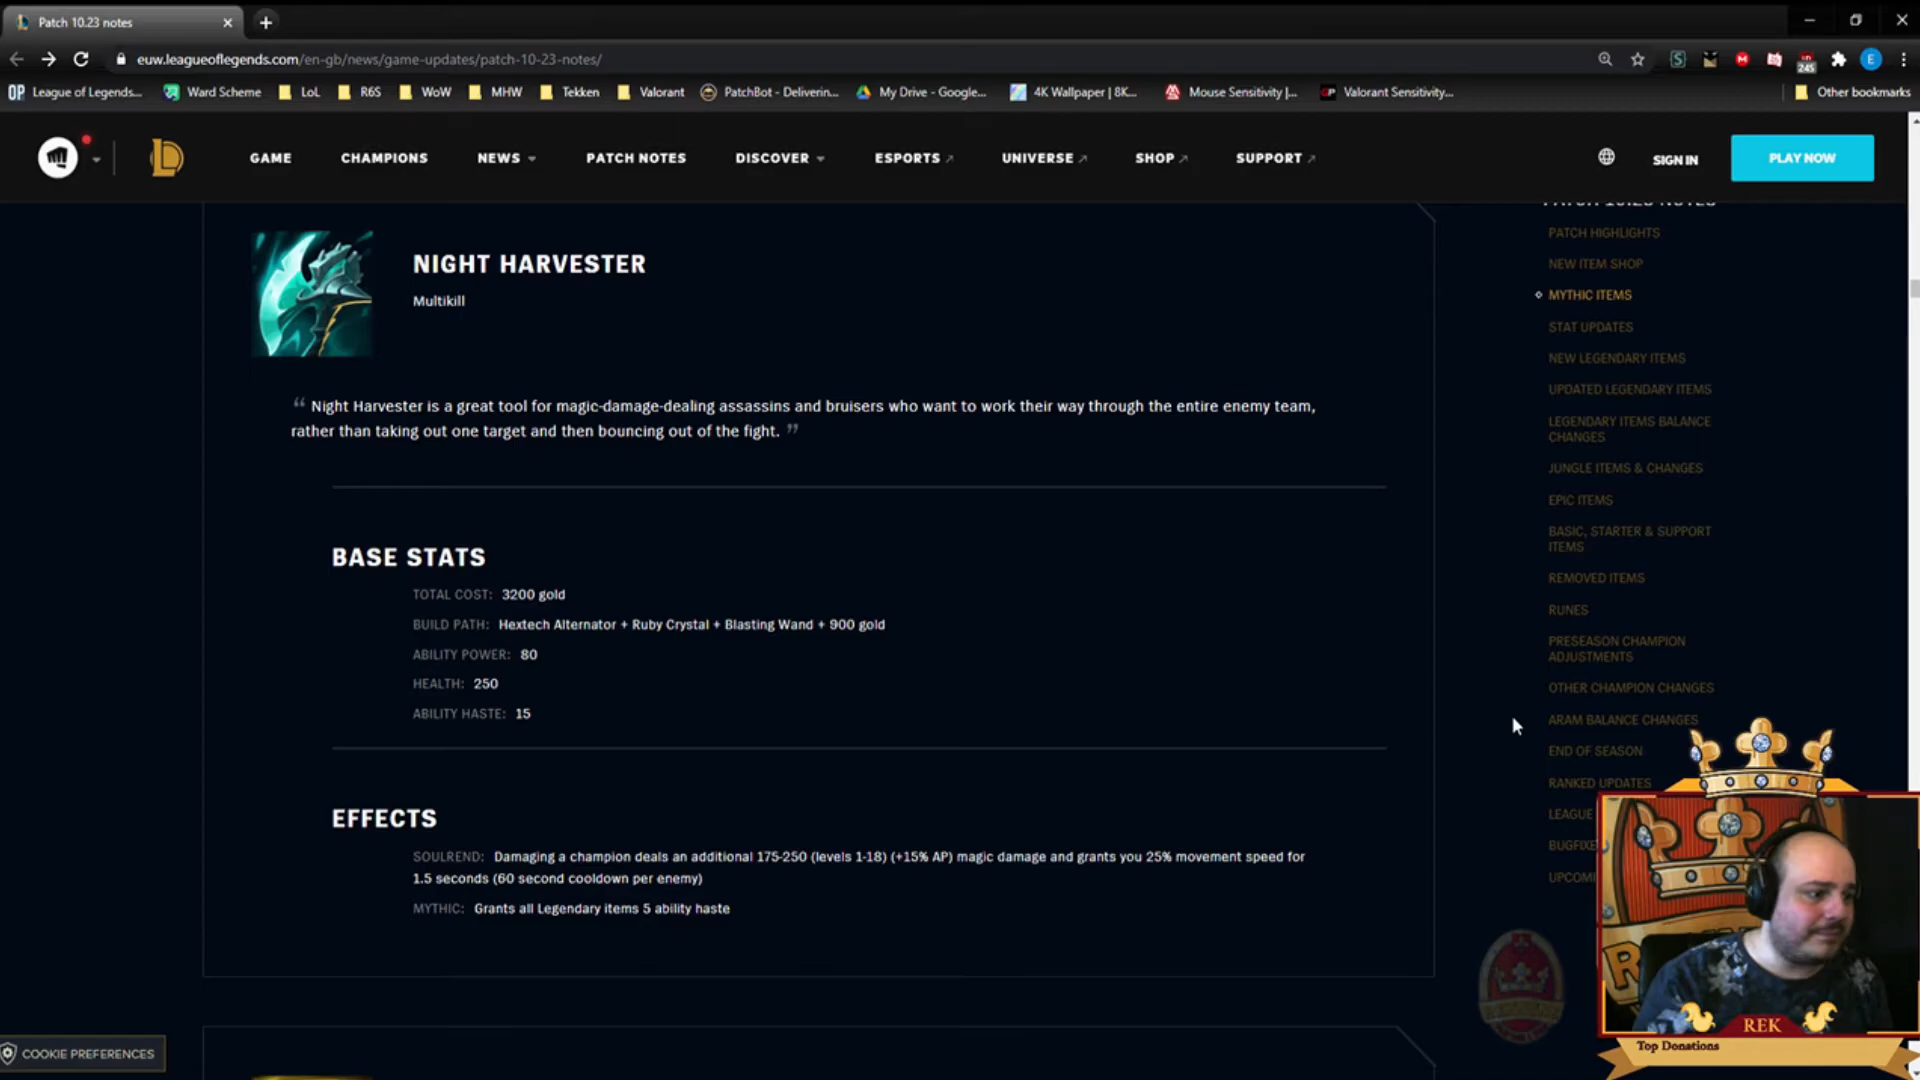 Patch 10.23 notes
euw.leagueoflegends.com/en-gb/news/game-updates/patch-10-23-notes/
245
E
OP League of Legends... Ward Scheme LoL R6S WoW MHW Tekken Valorant PatchBot - Deliverin... My Drive - Google... 4K Wallpaper | 8K... Mouse Sensitivity |... Valorant Sensitivity... Other bookmarks
GAME CHAMPIONS NEWS PATCH NOTES DISCOVER ESPORTS UNIVERSE SHOP SUPPORT SIGN IN PLAY NOW
NIGHT HARVESTER
Multikill
“ Night Harvester is a great tool for magic-damage-dealing assassins and bruisers who want to work their way through the entire enemy team,
rather than taking out one target and then bouncing out of the fight. ”
BASE STATS
TOTAL COST: 3200 gold
BUILD PATH: Hextech Alternator + Ruby Crystal + Blasting Wand + 900 gold
ABILITY POWER: 80
HEALTH: 250
ABILITY HASTE: 15
EFFECTS
SOULREND: Damaging a champion deals an additional 175-250 (levels 1-18) (+15% AP) magic damage and grants you 25% movement speed for
1.5 seconds (60 second cooldown per enemy)
MYTHIC: Grants all Legendary items 5 ability haste
PATCH 10.23 NOTES
PATCH HIGHLIGHTS
NEW ITEM SHOP
MYTHIC ITEMS
STAT UPDATES
NEW LEGENDARY ITEMS
UPDATED LEGENDARY ITEMS
LEGENDARY ITEMS BALANCE
CHANGES
JUNGLE ITEMS & CHANGES
EPIC ITEMS
BASIC, STARTER & SUPPORT
ITEMS
REMOVED ITEMS
RUNES
PRESEASON CHAMPION
ADJUSTMENTS
OTHER CHAMPION CHANGES
ARAM BALANCE CHANGES
END OF SEASON
RANKED UPDATES
LEAGUE
BUGFIXE
UPCOMI
REK
Top Donations
COOKIE PREFERENCES